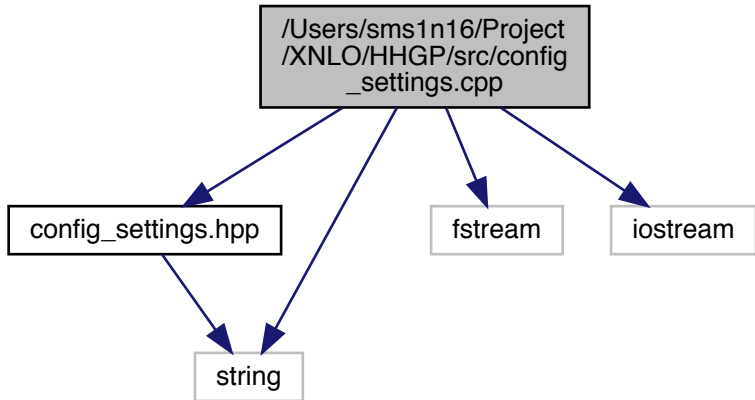 /Users/sms1n16/Project
/XNLO/HHGP/src/config
_settings.cpp
config_settings.hpp
fstream
iostream
string